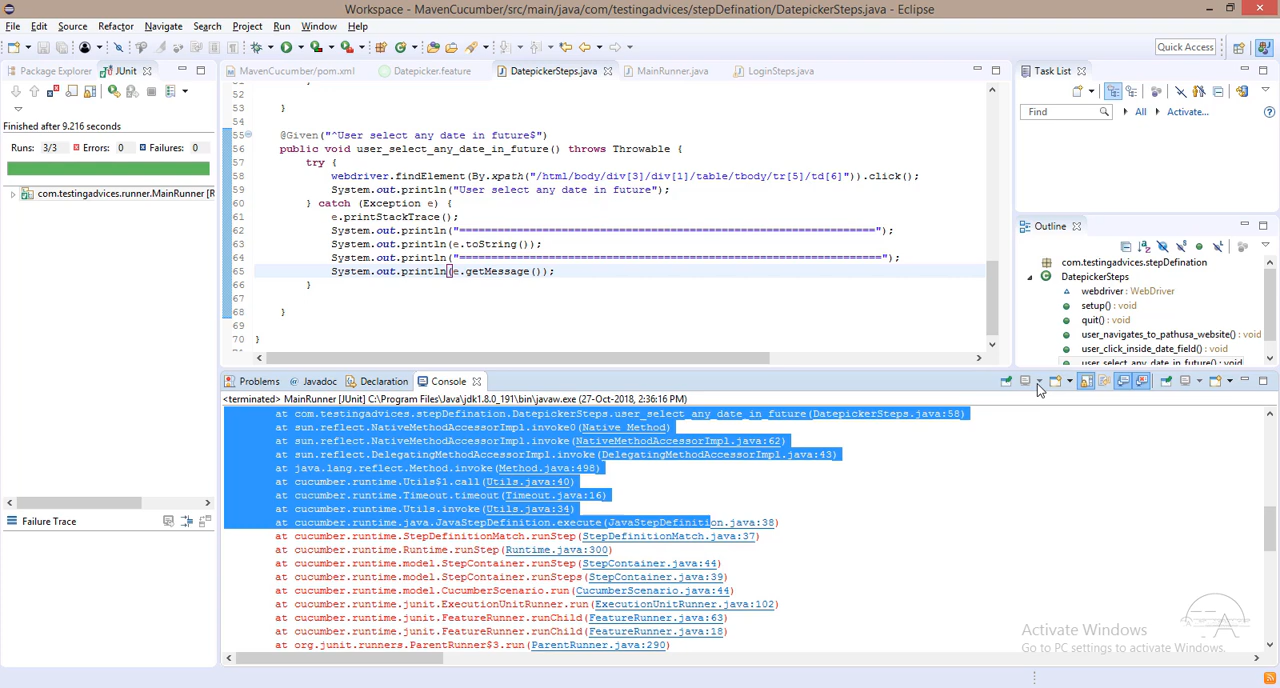 Workspace - MavenCucumber/src/main/java/com/testingadvices/stepDefination/DatepickerSteps.java - Eclipse
File Edit Source Refactor Navigate Search Project Run Window Help
Quick Access
Package Explorer JUnit
MavenCucumber/pom.xml Datepicker.feature DatepickerSteps.java MainRunner.java LoginSteps.java
Task List
Find All Activate...
Finished after 9.216 seconds
Runs: 3/3 Errors: 0 Failures: 0
com.testingadvices.runner.MainRunner [R
Failure Trace
52
53 }
54
55 @Given("^User select any date in future$")
56 public void user_select_any_date_in_future() throws Throwable {
57 try {
58 webdriver.findElement(By.xpath("/html/body/div[3]/div[1]/table/tbody/tr[5]/td[6]")).click();
59 System.out.println("User select any date in future");
60 } catch (Exception e) {
61 e.printStackTrace();
62 System.out.println("=================================================================");
63 System.out.println(e.toString());
64 System.out.println("==================================================================");
65 System.out.println(e.getMessage());
66 }
67
68 }
69
70 }
Outline
com.testingadvices.stepDefination
DatepickerSteps
webdriver : WebDriver
setup() : void
quit() : void
user_navigates_to_pathusa_website() : void
user_click_inside_date_field() : void
user_select_any_date_in_future() : void
Problems Javadoc Declaration Console
<terminated> MainRunner [JUnit] C:\Program Files\Java\jdk1.8.0_191\bin\javaw.exe (27-Oct-2018, 2:36:16 PM)
at com.testingadvices.stepDefination.DatepickerSteps.user_select_any_date_in_future(DatepickerSteps.java:58)
at sun.reflect.NativeMethodAccessorImpl.invoke0(Native Method)
at sun.reflect.NativeMethodAccessorImpl.invoke(NativeMethodAccessorImpl.java:62)
at sun.reflect.DelegatingMethodAccessorImpl.invoke(DelegatingMethodAccessorImpl.java:43)
at java.lang.reflect.Method.invoke(Method.java:498)
at cucumber.runtime.Utils$1.call(Utils.java:40)
at cucumber.runtime.Timeout.timeout(Timeout.java:16)
at cucumber.runtime.Utils.invoke(Utils.java:34)
at cucumber.runtime.java.JavaStepDefinition.execute(JavaStepDefinition.java:38)
at cucumber.runtime.StepDefinitionMatch.runStep(StepDefinitionMatch.java:37)
at cucumber.runtime.Runtime.runStep(Runtime.java:300)
at cucumber.runtime.model.StepContainer.runStep(StepContainer.java:44)
at cucumber.runtime.model.StepContainer.runSteps(StepContainer.java:39)
at cucumber.runtime.model.CucumberScenario.run(CucumberScenario.java:44)
at cucumber.runtime.junit.ExecutionUnitRunner.run(ExecutionUnitRunner.java:102)
at cucumber.runtime.junit.FeatureRunner.runChild(FeatureRunner.java:63)
at cucumber.runtime.junit.FeatureRunner.runChild(FeatureRunner.java:18)
at org.junit.runners.ParentRunner$3.run(ParentRunner.java:290)
Activate Windows
Go to PC settings to activate Windows.